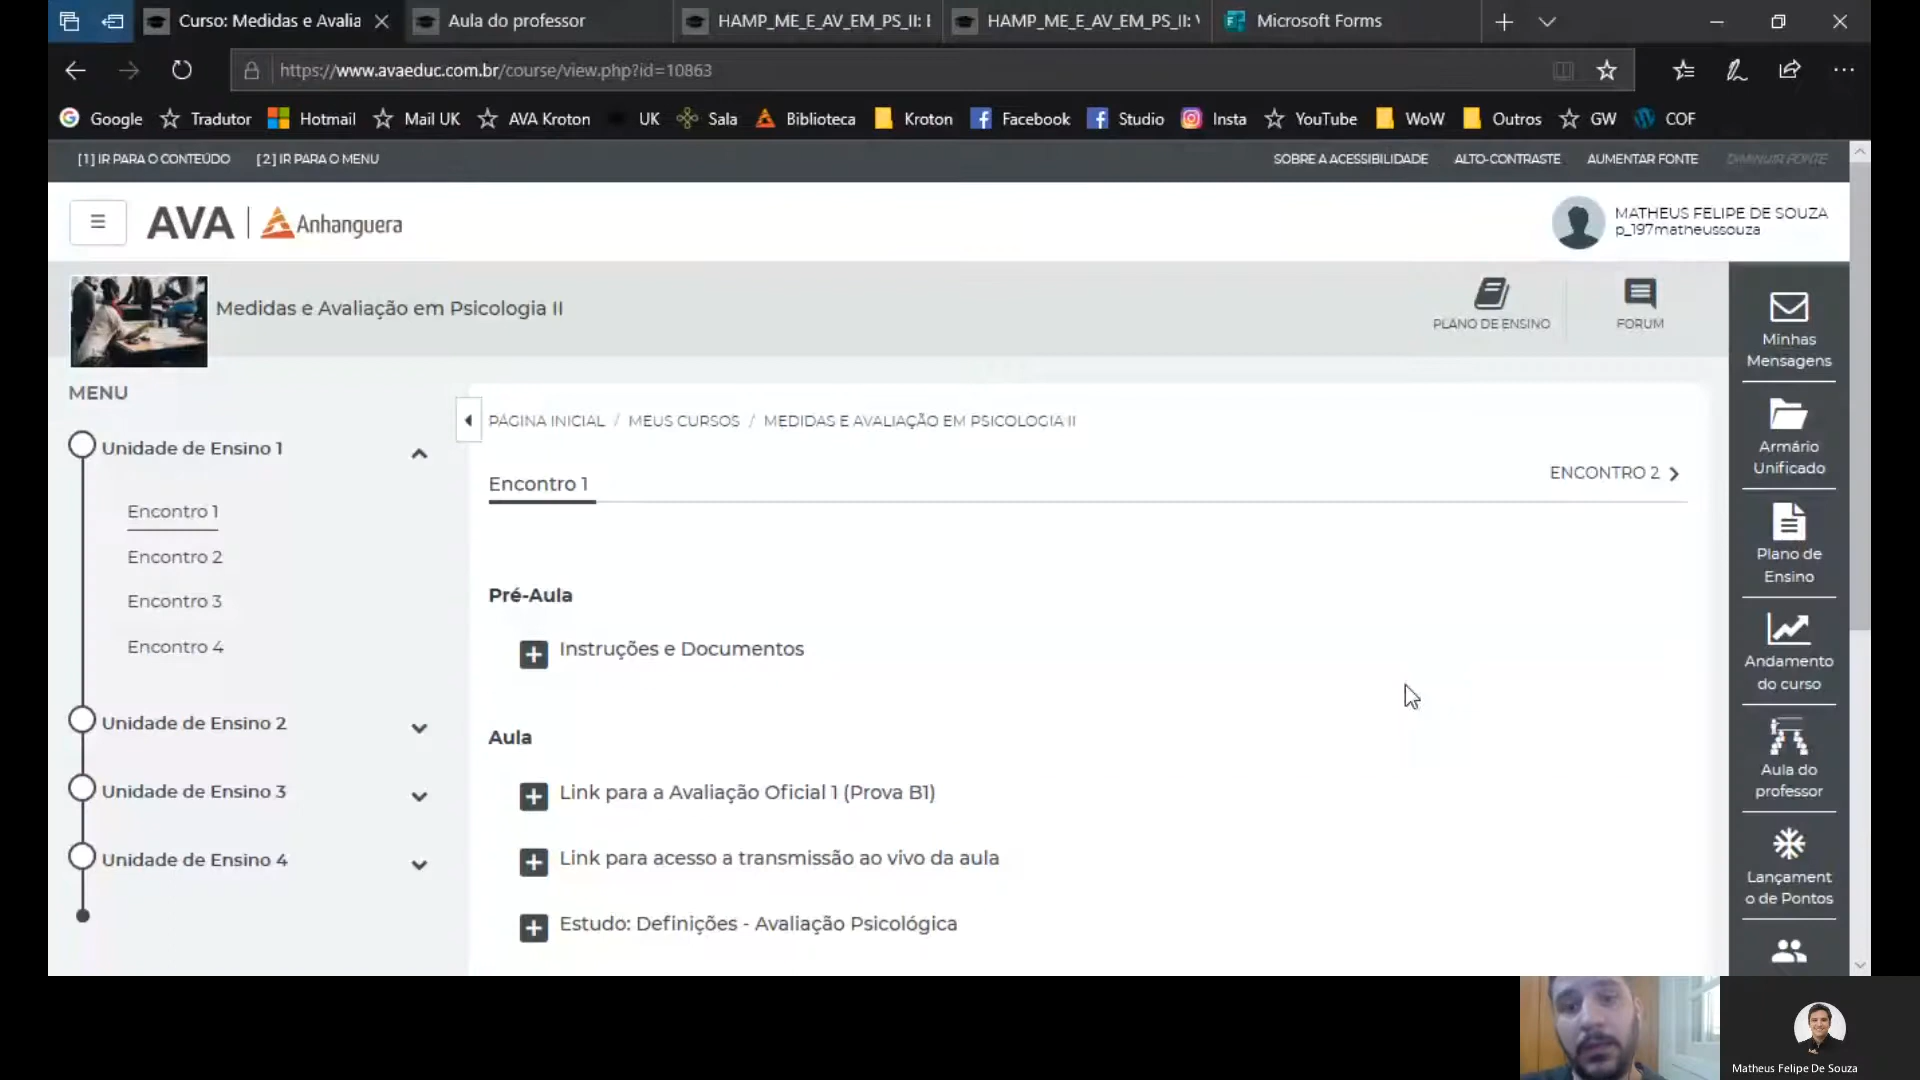 Curso: Medidas e Avalia
Aula do professor
HAMP_ME_E_AV_EM_PS_II:
HAMP_ME_E_AV_EM_PS_II:
Microsoft Forms
https://www.avaeduc.com.br/course/view.php?id=10863
Google
Tradutor
Hotmail
Mail UK
AVA Kroton
UK
Sala
Biblioteca
Kroton
Facebook
Studio
Insta
YouTube
WoW
Outros
GW
COF
[1] IR PARA O CONTEÚDO
[2] IR PARA O MENU
SOBRE A ACESSIBILIDADE
ALTO-CONTRASTE
AUMENTAR FONTE
DIMINUIR FONTE
AVA
Anhanguera
MATHEUS FELIPE DE SOUZA
p_197matheussouza
Medidas e Avaliação em Psicologia II
PLANO DE ENSINO
FORUM
MENU
Unidade de Ensino 1
Encontro 1
Encontro 2
Encontro 3
Encontro 4
Unidade de Ensino 2
Unidade de Ensino 3
Unidade de Ensino 4
PÁGINA INICIAL / MEUS CURSOS / MEDIDAS E AVALIAÇÃO EM PSICOLOGIA II
ENCONTRO 2
Encontro 1
Pré-Aula
Instruções e Documentos
Aula
Link para a Avaliação Oficial 1 (Prova B1)
Link para acesso a transmissão ao vivo da aula
Estudo: Definições - Avaliação Psicológica
Minhas
Mensagens
Armário
Unificado
Plano de
Ensino
Andamento
do curso
Aula do
professor
Lançament
o de Pontos
Matheus Felipe De Souza